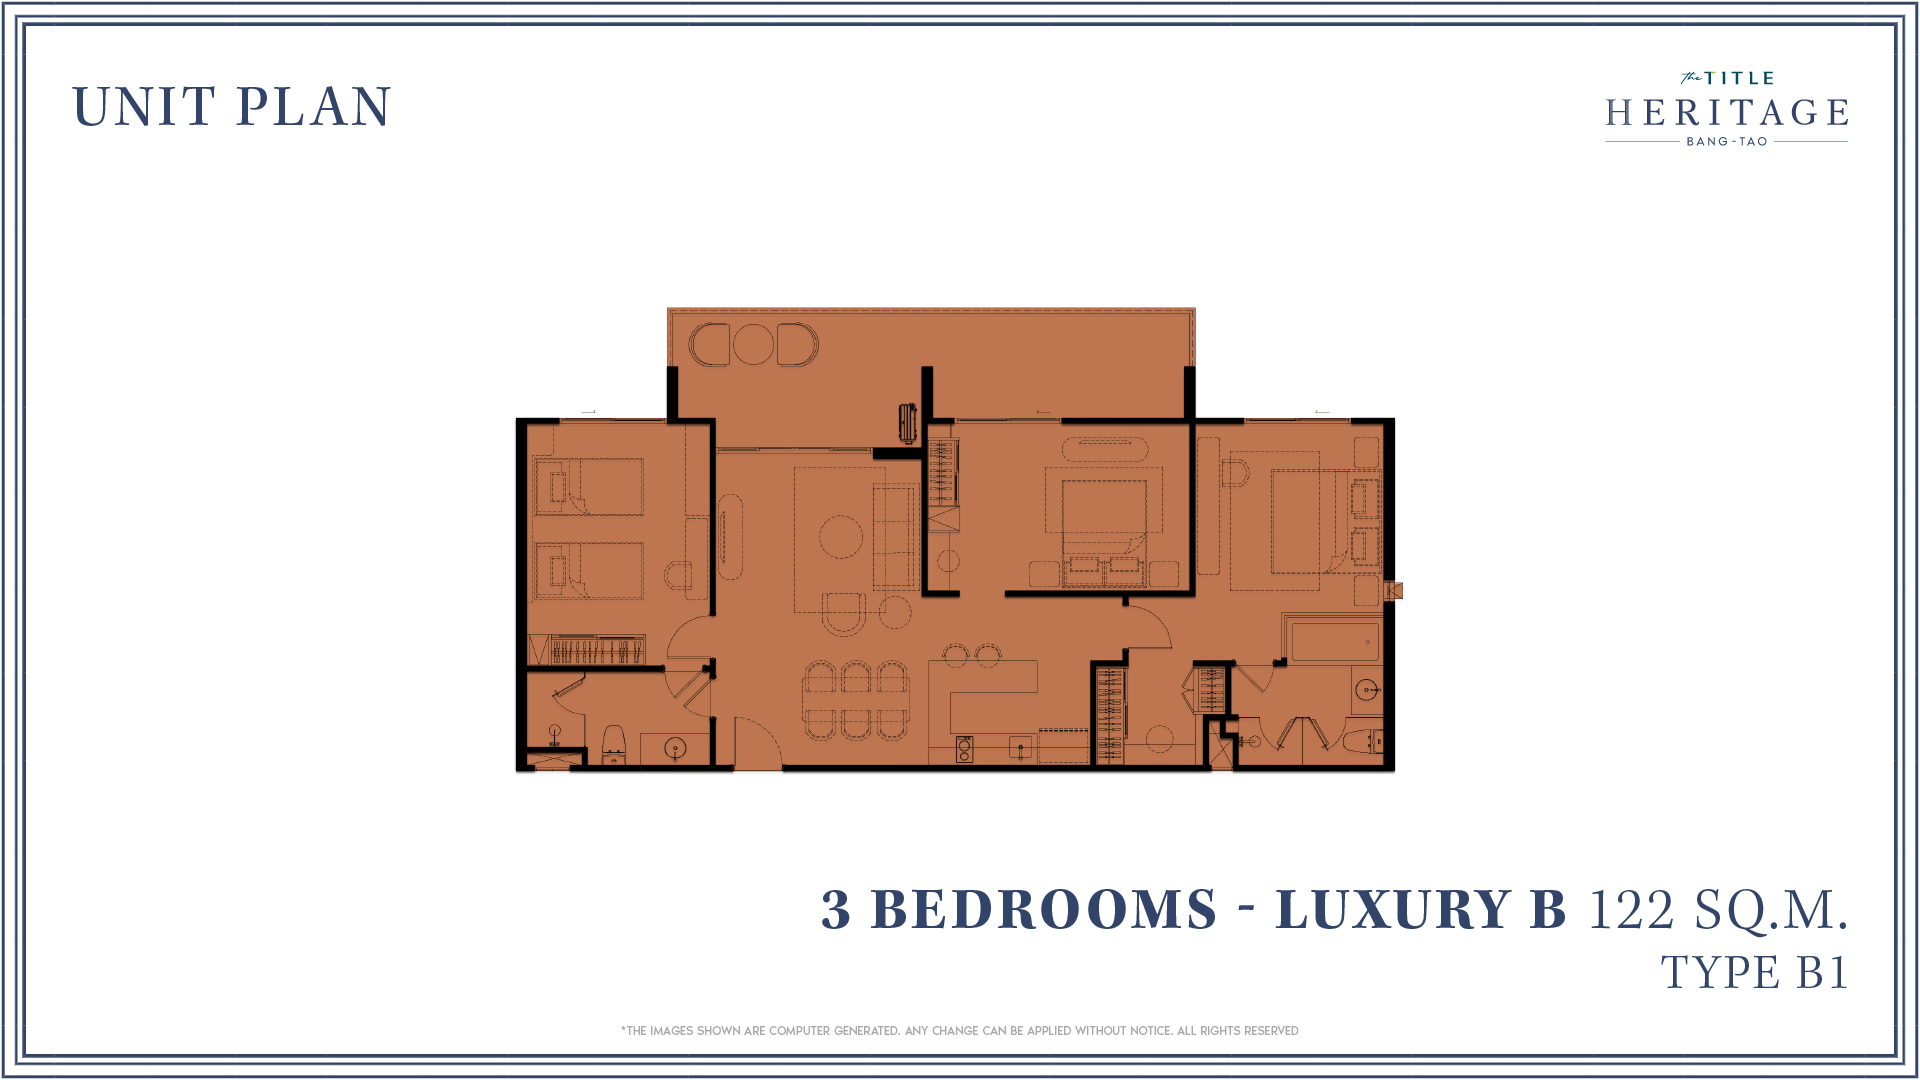 UNIT PLAN
the TITLE
HERITAGE
BANG-TAO
3 BEDROOMS - LUXURY B 122 SQ.M.
TYPE B1
*THE IMAGES SHOWN ARE COMPUTER GENERATED. ANY CHANGE CAN BE APPLIED WITHOUT NOTICE. ALL RIGHTS RESERVED